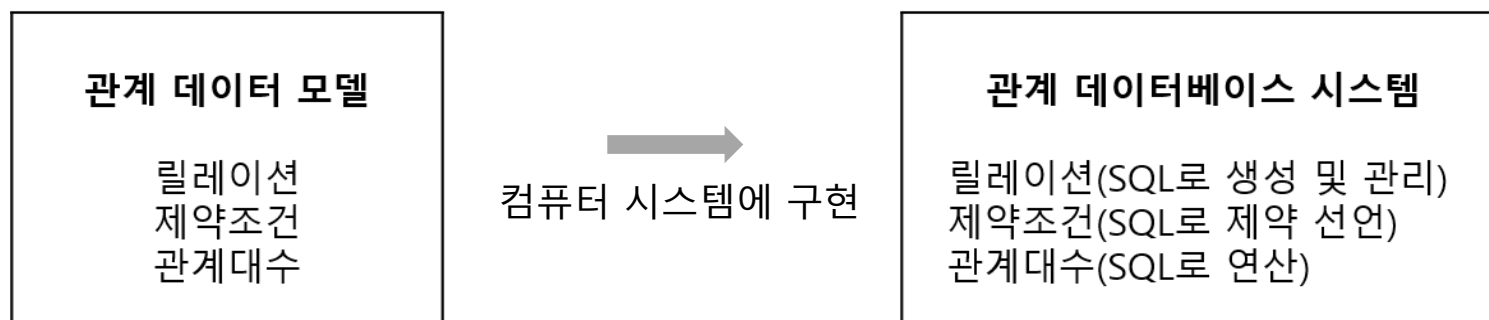 관계 데이터 모델
릴레이션
제약조건
관계대수
컴퓨터 시스템에 구현
관계 데이터베이스 시스템
릴레이션(SQL로 생성 및 관리)
제약조건(SQL로 제약 선언)
관계대수(SQL로 연산)